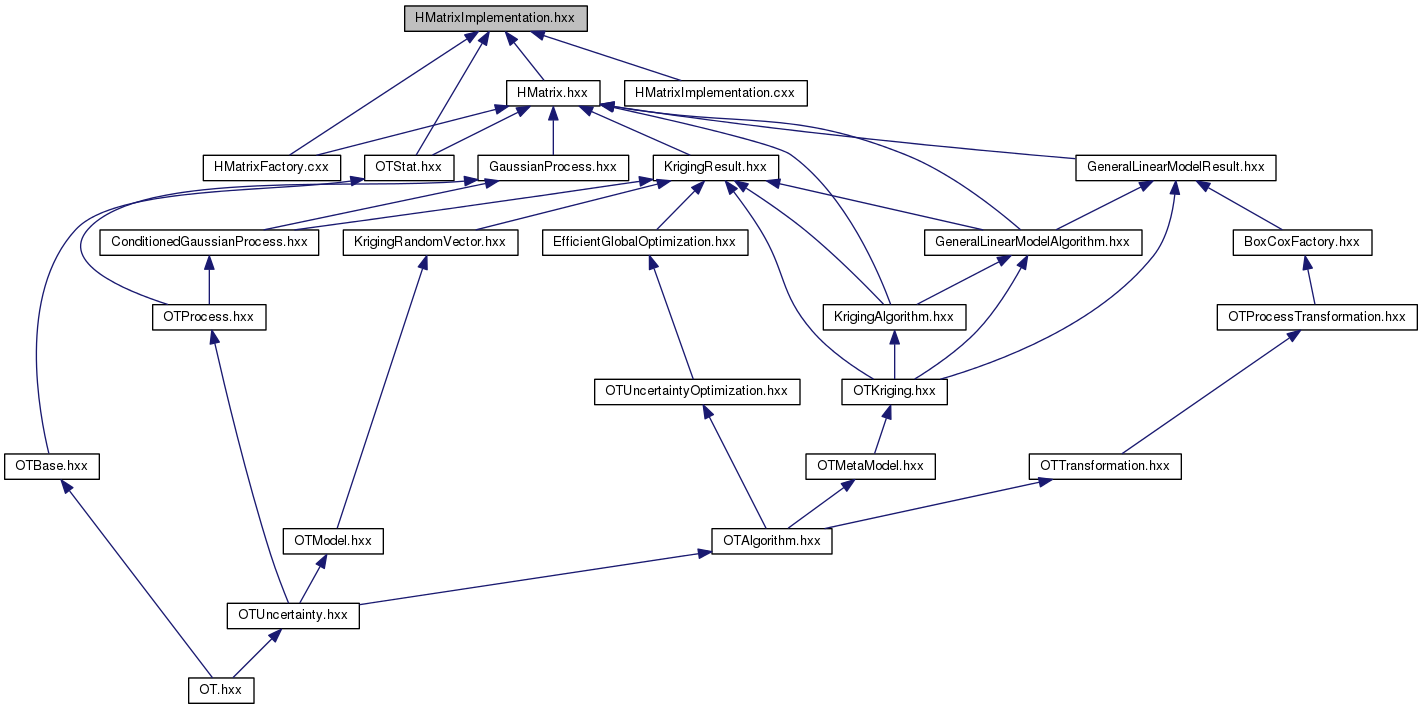 HMatrixImplementation.hxx
HMatrix.hxx
HMatrixImplementation.cxx
HMatrixFactory.cxx
OTStat.hxx
GaussianProcess.hxx
KrigingResult.hxx
GeneralLinearModelResult.hxx
ConditionedGaussianProcess.hxx
KrigingRandomVector.hxx
EfficientGlobalOptimization.hxx
GeneralLinearModelAlgorithm.hxx
BoxCoxFactory.hxx
OTProcess.hxx
KrigingAlgorithm.hxx
OTProcessTransformation.hxx
OTUncertaintyOptimization.hxx
OTKriging.hxx
OTBase.hxx
OTMetaModel.hxx
OTTransformation.hxx
OTModel.hxx
OTAlgorithm.hxx
OTUncertainty.hxx
OT.hxx